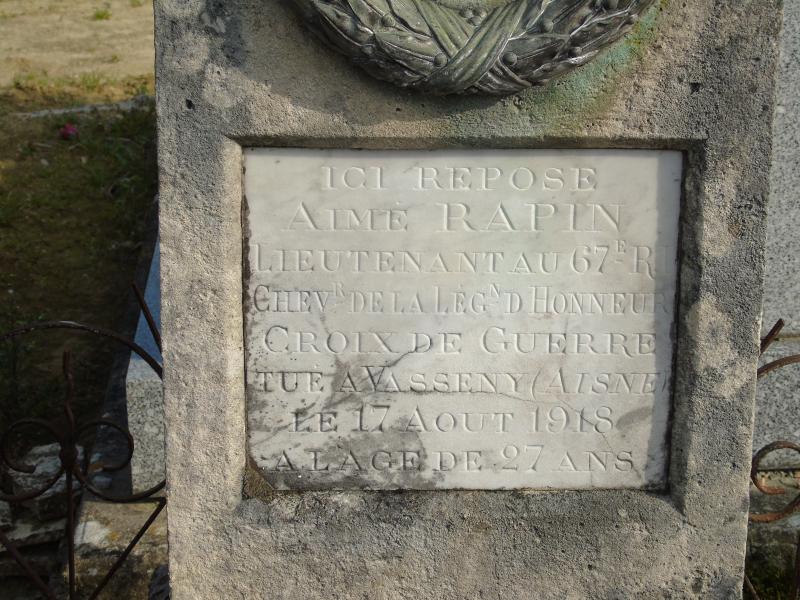 ICI REPOSE
AIMÉ RAPIN
LIEUTENANT AU 67E RI
CHEVR DE LA LÉGN D HONNEUR
CROIX DE GUERRE
TUÉ A VASSENY (AISNE)
LE 17 AOUT 1918
A LAGE DE 27 ANS